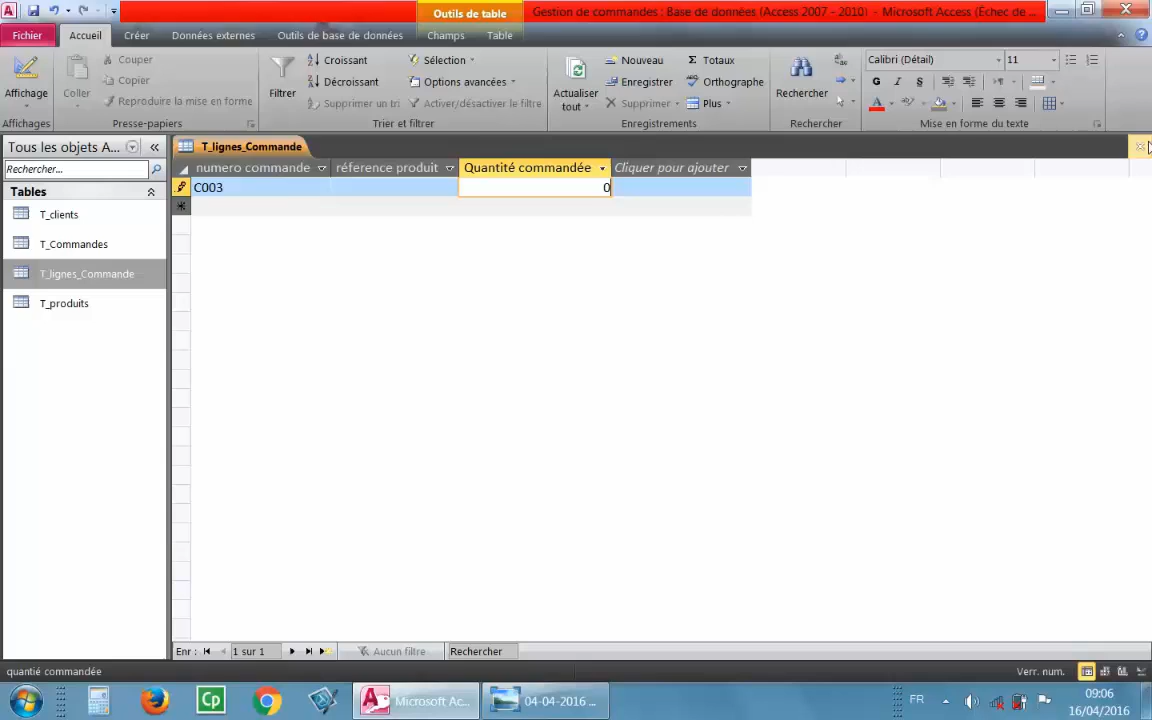 Outils de table
Gestion de commandes : Base de données (Access 2007 - 2010) - Microsoft Access (Échec de ...
Fichier Accueil Créer Données externes Outils de base de données Champs Table
Affichage
Affichages
Coller
Couper
Copier
Reproduire la mise en forme
Presse-papiers
Filtrer
Croissant
Décroissant
Supprimer un tri
Sélection
Options avancées
Activer/désactiver le filtre
Trier et filtrer
Actualiser
tout
Nouveau
Enregistrer
Supprimer
Totaux
Orthographe
Plus
Enregistrements
Rechercher
Rechercher
Calibri (Détail) 11
G I S
Mise en forme du texte
Tous les objets A...
Rechercher...
Tables
T_clients
T_Commandes
T_lignes_Commande
T_produits
T_lignes_Commande
numero commande réference produit Quantité commandée Cliquer pour ajouter
C003 0
Enr : 1 sur 1 Aucun filtre Rechercher
quantié commandée Verr. num.
Microsoft Ac...
04-04-2016 ...
FR
09:06
16/04/2016